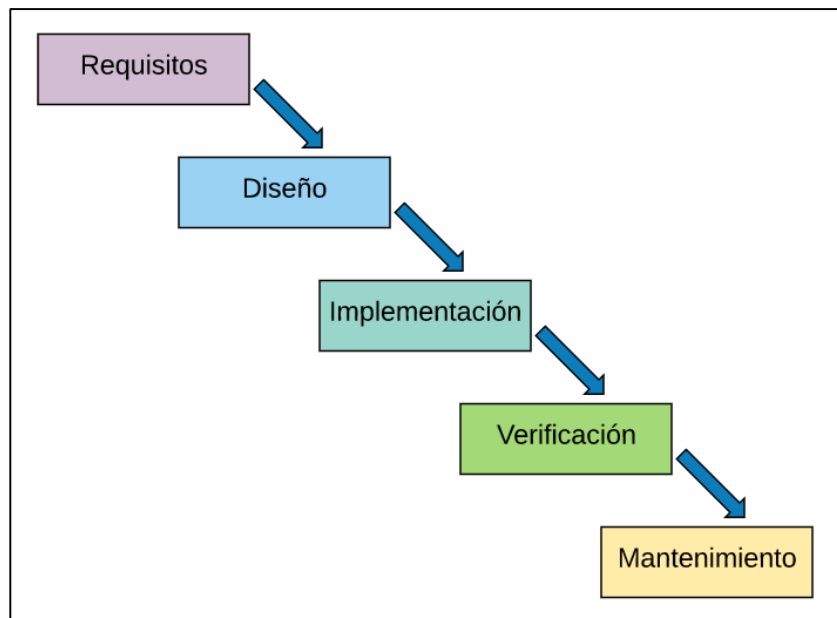 Requisitos
Diseño
Implementación
Verificación
Mantenimiento